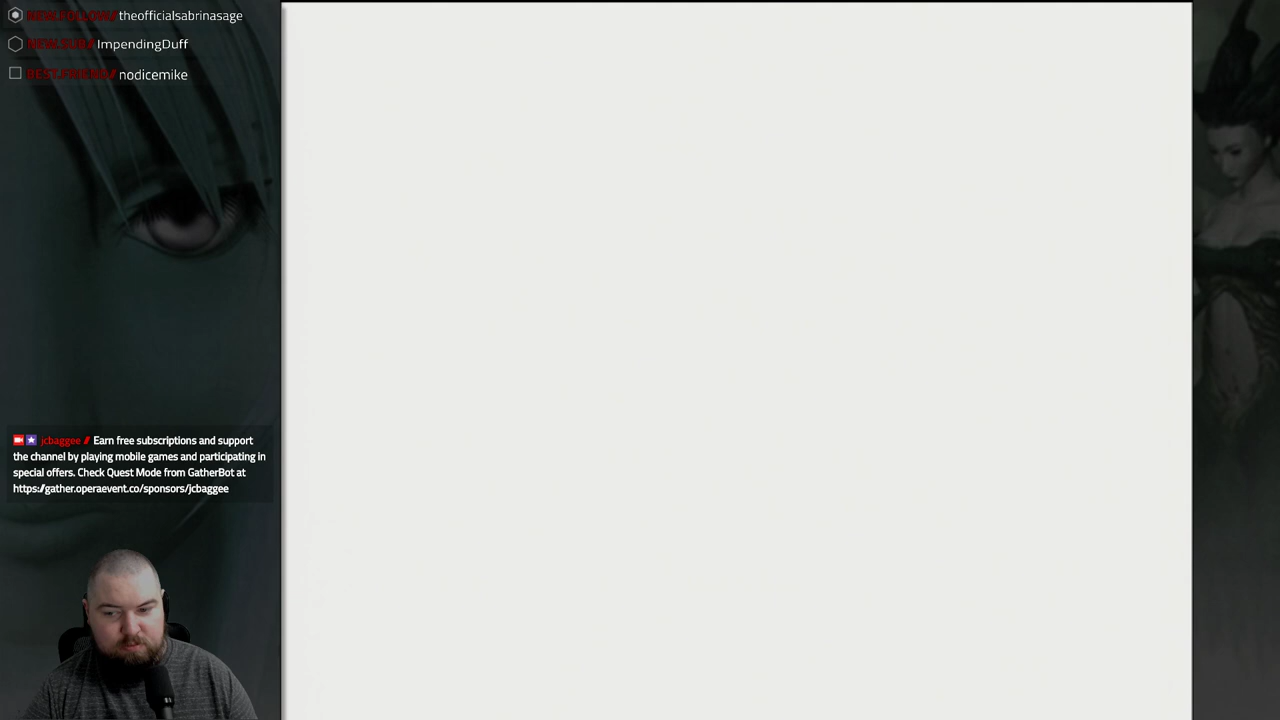 NEW.FOLLOW// theofficialsabrinasage
NEW.SUB// ImpendingDuff
BEST.FRIEND// nodicemike
jcbaggee // Earn free subscriptions and support
the channel by playing mobile games and participating in
special offers. Check Quest Mode from GatherBot at
https://gather.operaevent.co/sponsors/jcbaggee